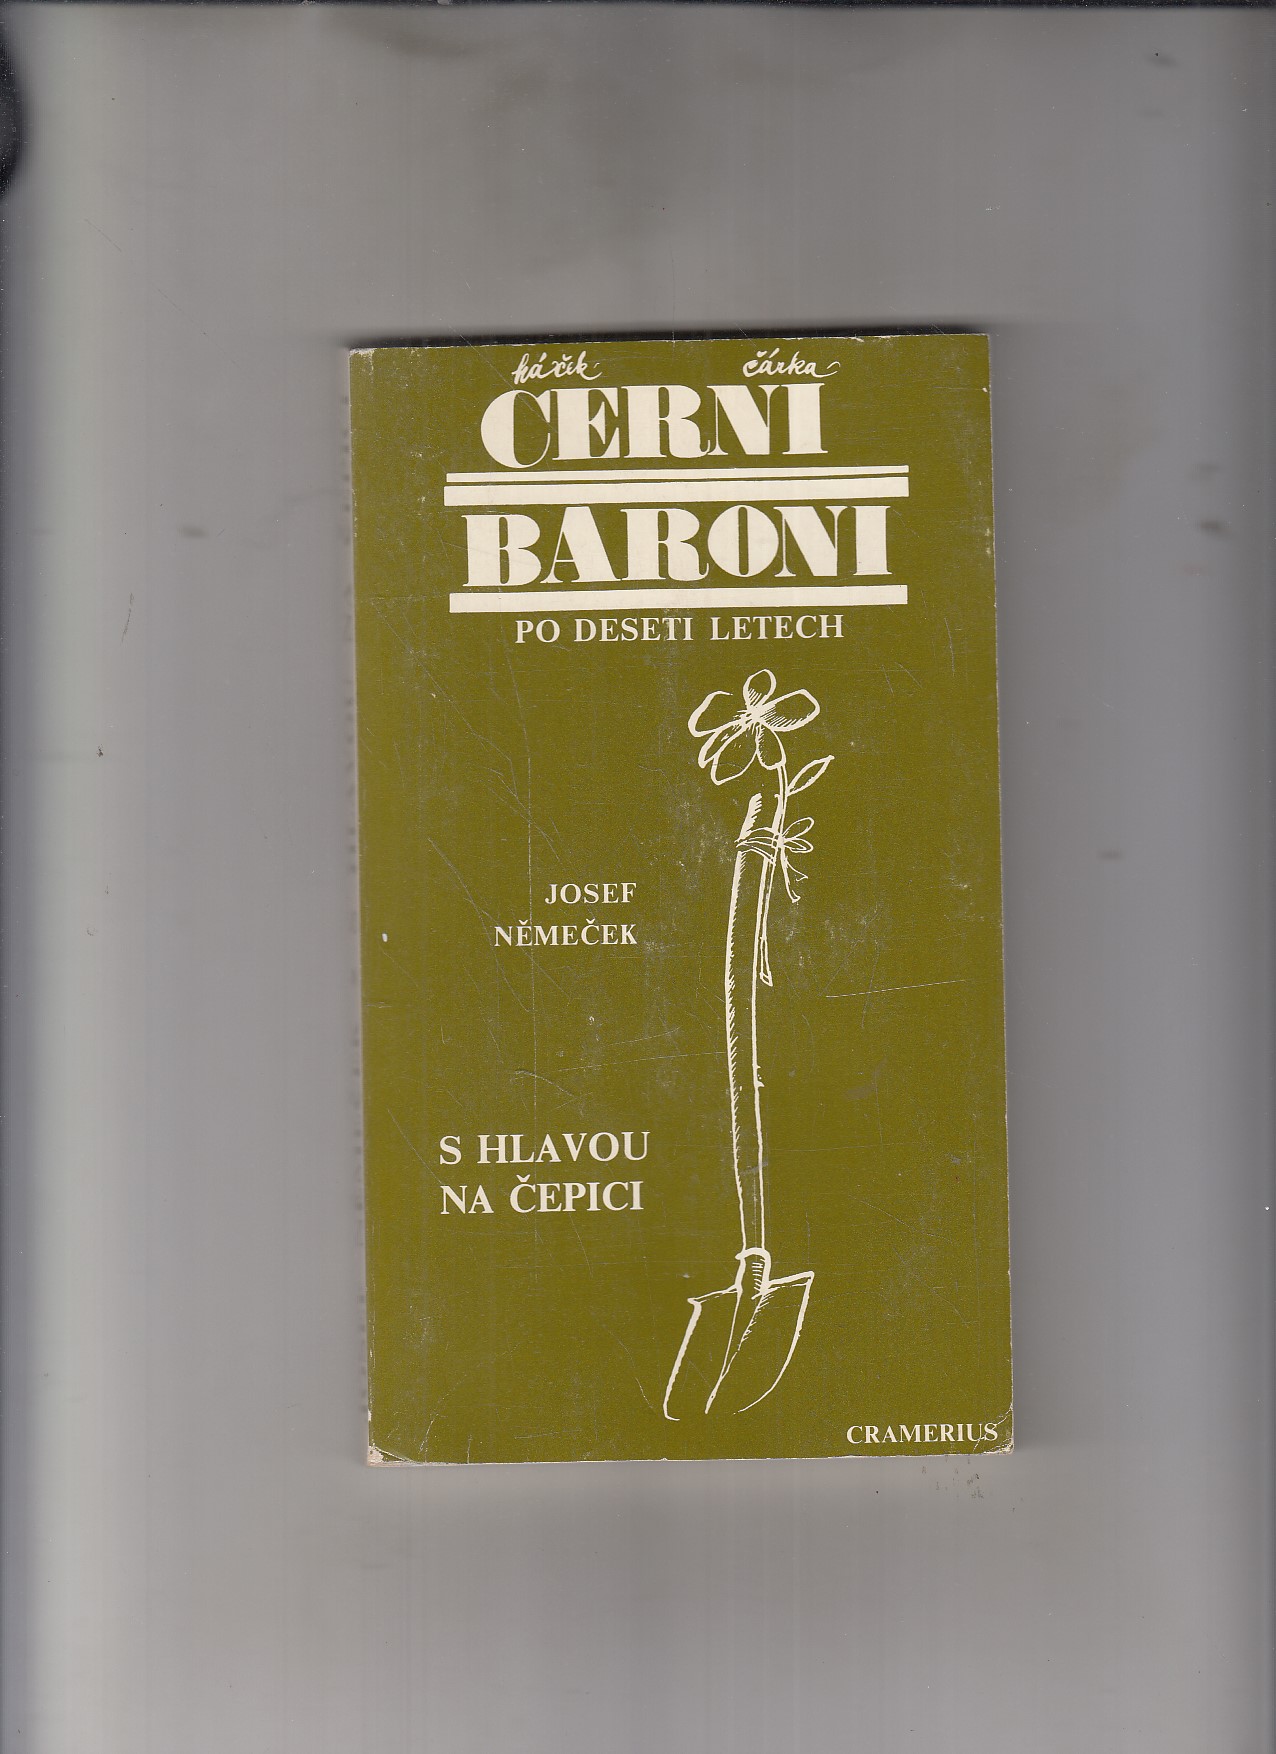 háček čárka
CERNI
BARONI
PO DESETI LETECH
JOSEF
NĚMEČEK
S HLAVOU
NA ČEPICI
CRAMERIUS